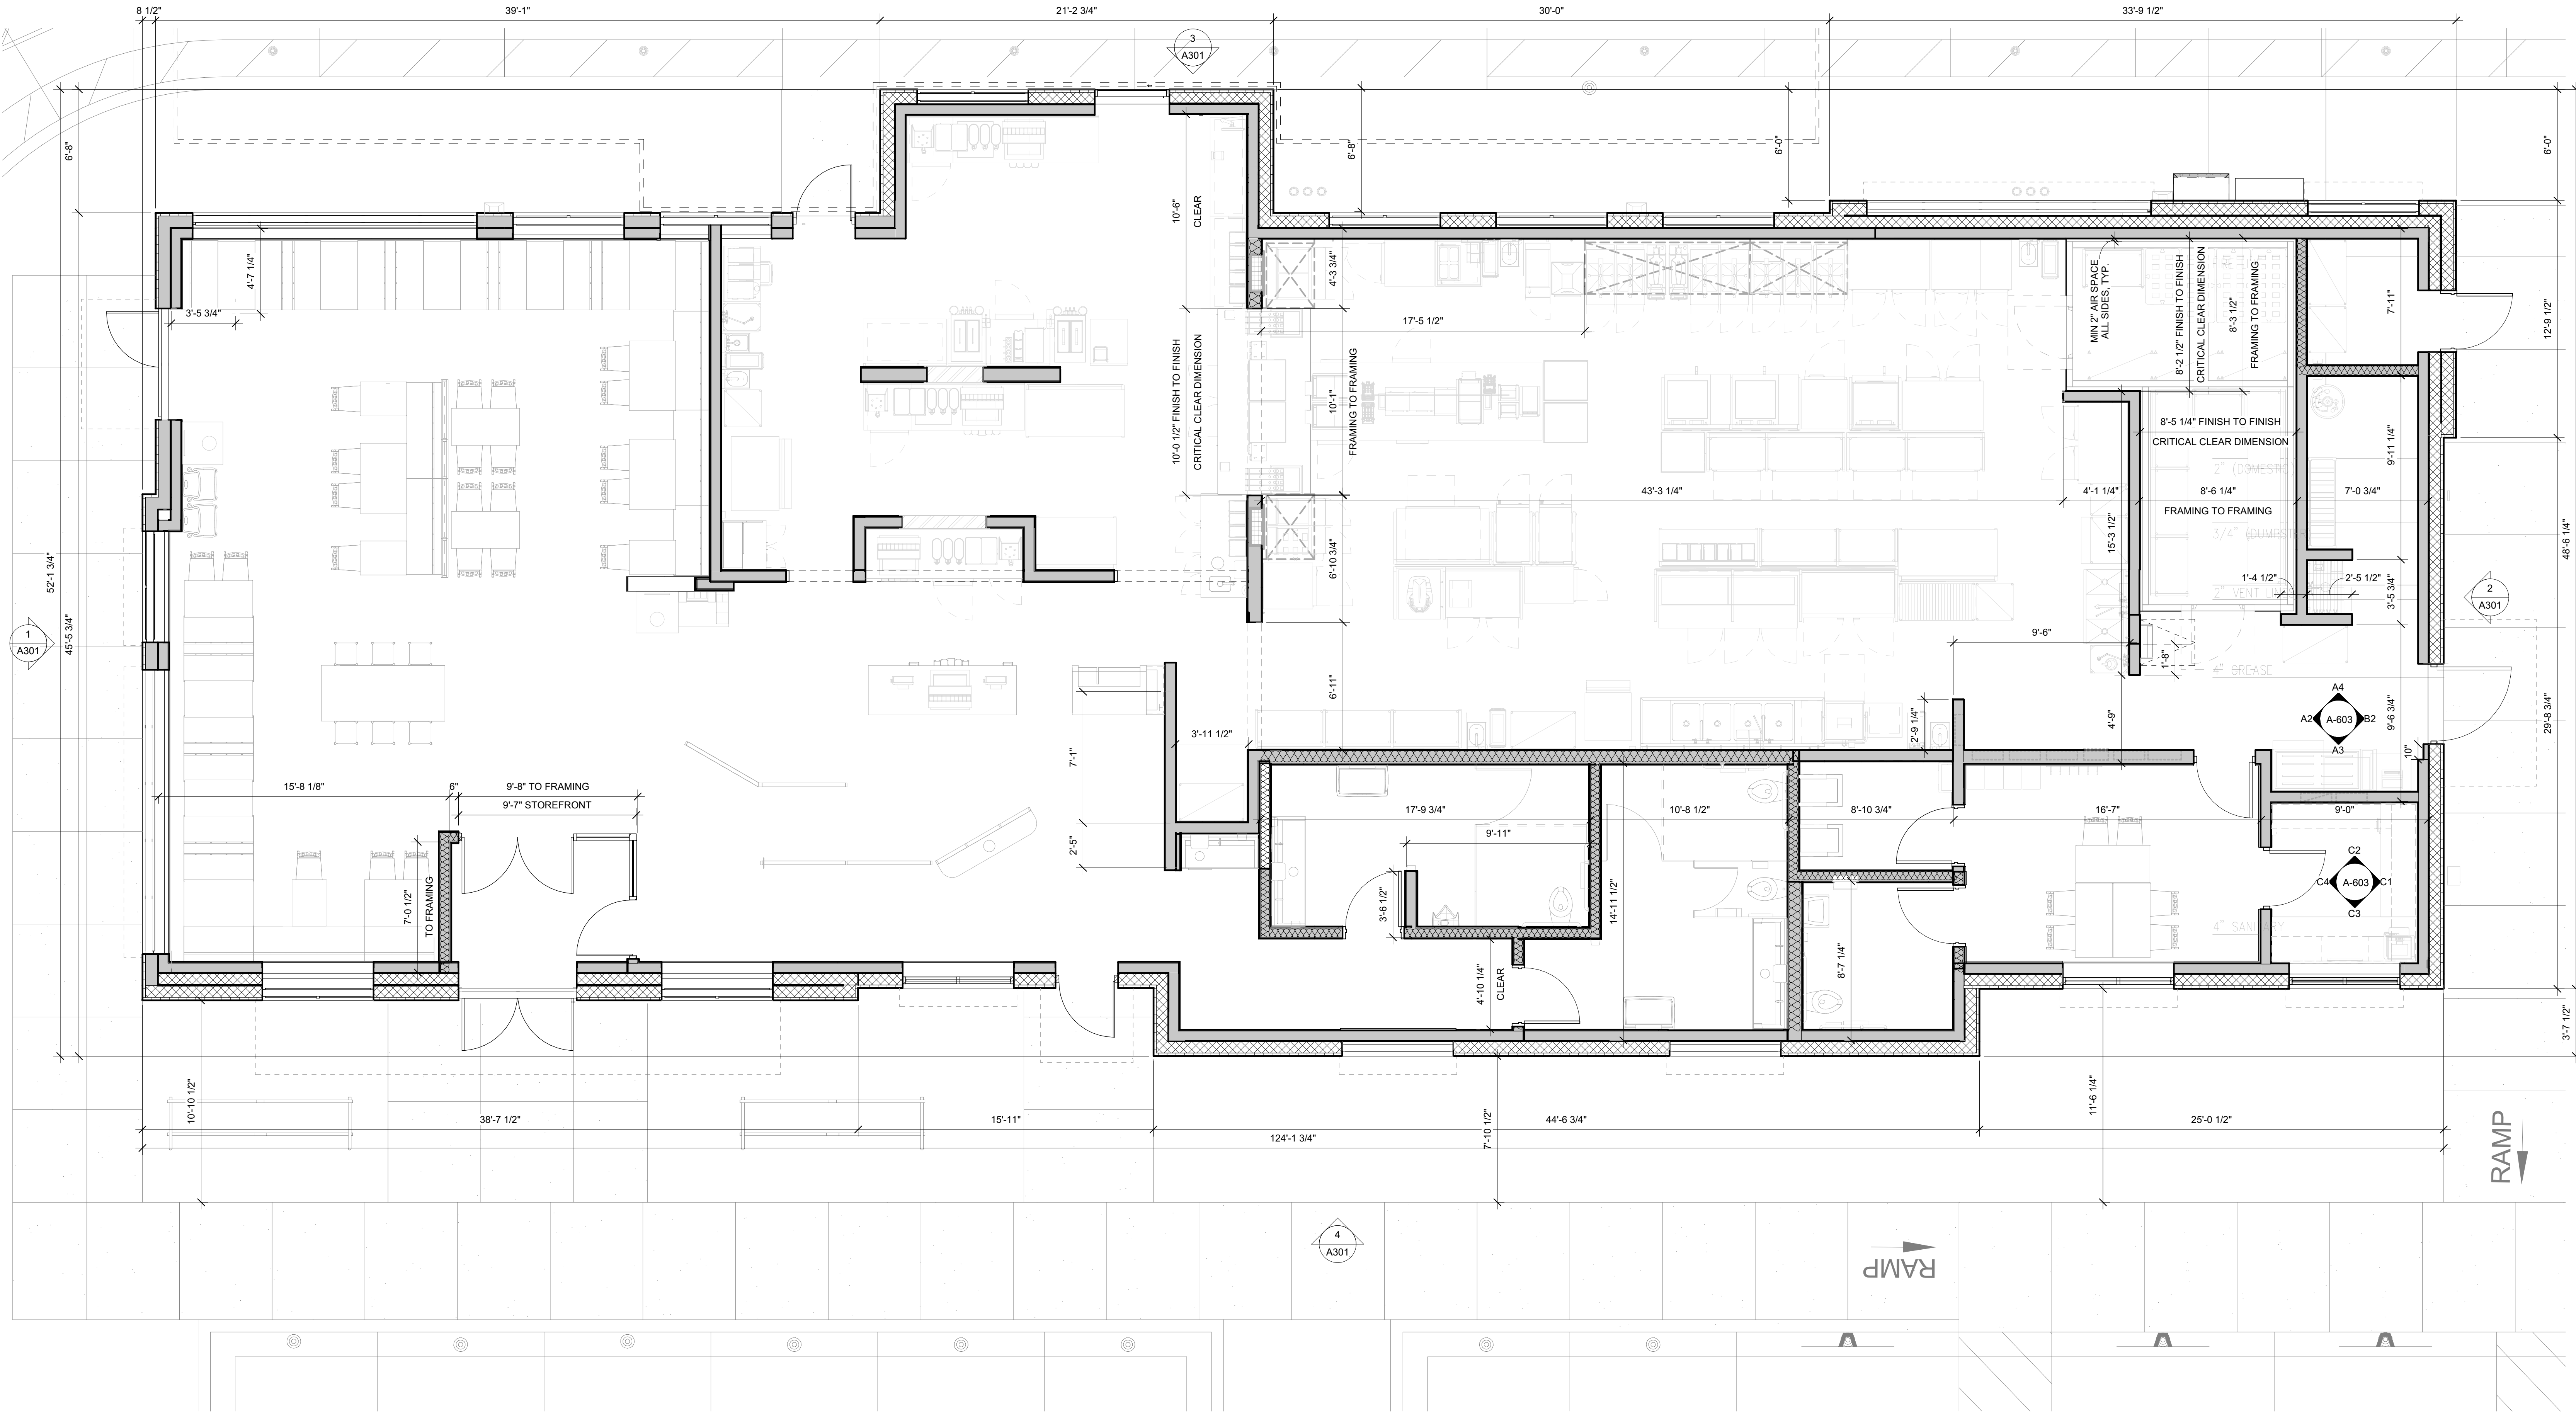 8 1/2"
39'-1"
21'-2 3/4"
30'-0"
33'-9 1/2"
3
A301
6'-8"
6'-8"
6'-0"
6'-0"
10'-6"
CLEAR
4'-7 1/4"
3'-5 3/4"
4'-3 3/4"
17'-5 1/2"
MIN 2" AIR SPACE
ALL SIDES, TYP.
8'-2 1/2" FINISH TO FINISH
CRITICAL CLEAR DIMENSION
8'-3 1/2"
FRAMING TO FRAMING
7'-11"
12'-9 1/2"
10'-0 1/2" FINISH TO FINISH
CRITICAL CLEAR DIMENSION
10'-1"
FRAMING TO FRAMING
8'-5 1/4" FINISH TO FINISH
CRITICAL CLEAR DIMENSION
2" (DOMESTIC
9'-11 1/4"
43'-3 1/4"
4'-1 1/4"
8'-6 1/4"
7'-0 3/4"
FRAMING TO FRAMING
3/4" (DUMPST
15'-3 1/2"
52'-1 3/4"
45'-5 3/4"
48'-6 1/4"
6'-10 3/4"
1'-4 1/2"
2'-5 1/2"
2" VENT
3'-5 3/4"
2
A301
1
A301
9'-6"
1'-8"
4" GREASE
6'-11"
A4
A2
A-603
B2
A3
9'-6 3/4"
29'-8 3/4"
2'-9 1/4"
4'-9"
3'-11 1/2"
7'-1"
10"
15'-8 1/8"
6"
9'-8" TO FRAMING
9'-7" STOREFRONT
17'-9 3/4"
10'-8 1/2"
8'-10 3/4"
16'-7"
9'-0"
9'-11"
2'-5"
C2
C4
A-603
C1
C3
7'-0 1/2"
TO FRAMING
3'-6 1/2"
14'-11 1/2"
4" SANITARY
8'-7 1/4"
4'-10 1/4"
CLEAR
3'-7 1/2"
10'-10 1/2"
38'-7 1/2"
15'-11"
44'-6 3/4"
25'-0 1/2"
7'-10 1/2"
11'-6 1/4"
124'-1 3/4"
RAMP
4
A301
RAMP